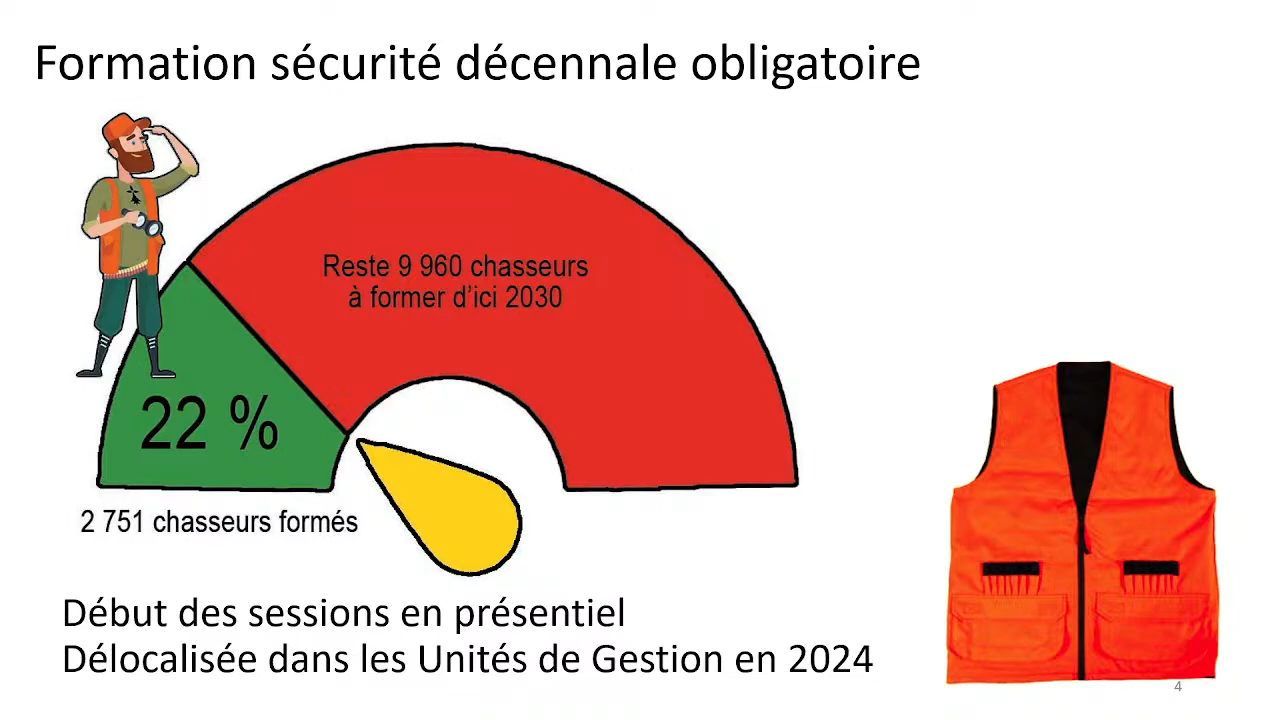 Formation sécurité décennale obligatoire
Reste 9 960 chasseurs
à former d'ici 2030
22 %
2 751 chasseurs formés
Début des sessions en présentiel
Délocalisée dans les Unités de Gestion en 2024
4